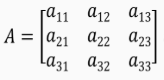 A = [a₁₁ a₁₂ a₁₃
a₂₁ a₂₂ a₂₃
a₃₁ a₃₂ a₃₃]